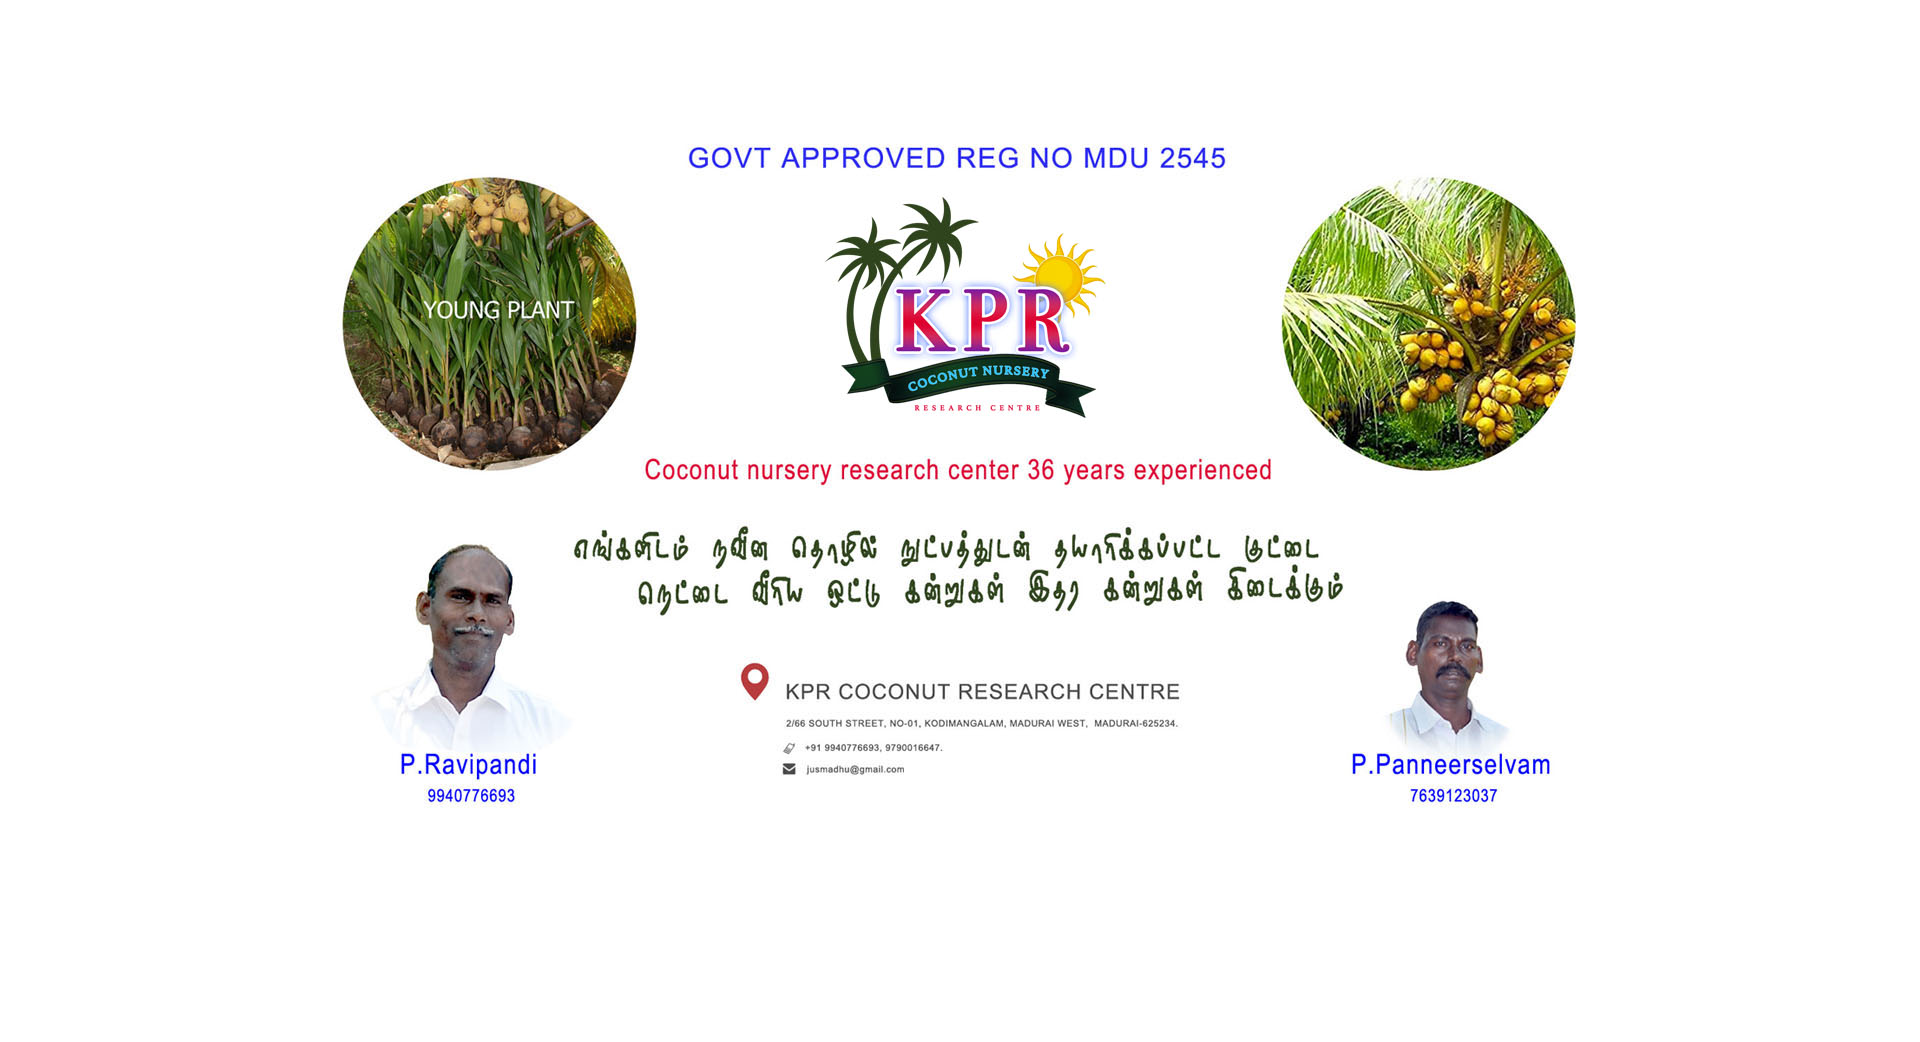 GOVT APPROVED REG NO MDU 2545
YOUNG PLANT
KPR
COCONUT NURSERY
RESEARCH CENTRE
Coconut nursery research center 36 years experienced
எங்களிடம் நவீன தொழில் நுட்பத்துடன் தயாரிக்கப்பட்ட குட்டை
நெட்டை வீரிய ஒட்டு கன்றுகள் இதர கன்றுகள் கிடைக்கும்
KPR COCONUT RESEARCH CENTRE
2/66 SOUTH STREET, NO-01, KODIMANGALAM, MADURAI WEST, MADURAI-625234.
+91 9940776693, 9790016647.
jusmadhu@gmail.com
P.Ravipandi
9940776693
P.Panneerselvam
7639123037